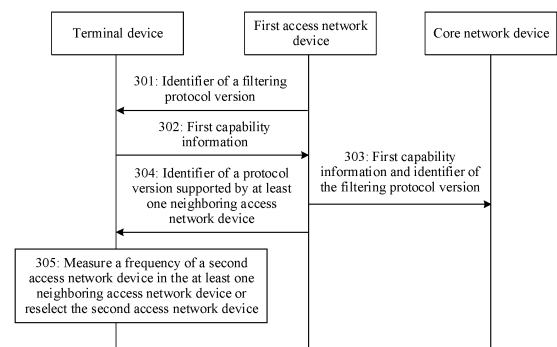 Terminal device
First access network
device
Core network device
301: Identifier of a filtering
protocol version
302: First capability
information
303: First capability
information and identifier of
the filtering protocol version
304: Identifier of a protocol
version supported by at least
one neighboring access
network device
305: Measure a frequency of a second
access network device in the at least one
neighboring access network device or
reselect the second access network device